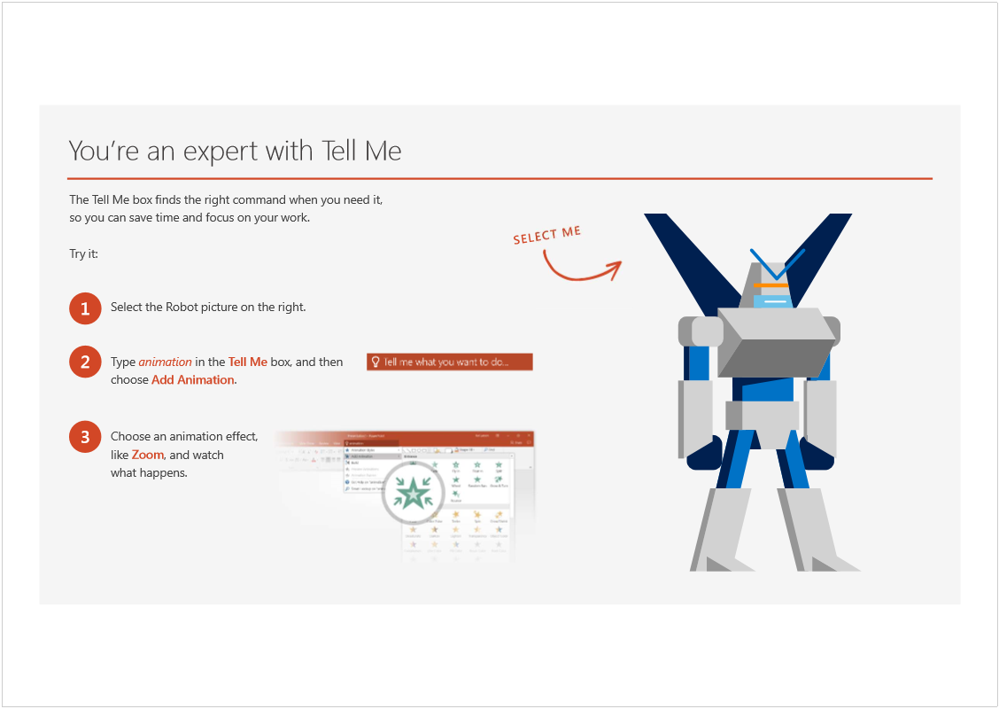 You're an expert with Tell Me
The Tell Me box finds the right command when you need it,
so you can save time and focus on your work.
Try it:
SELECT ME
1 Select the Robot picture on the right.
2 Type animation in the Tell Me box, and then
choose Add Animation.
Tell me what you want to do...
3 Choose an animation effect,
like Zoom, and watch
what happens.